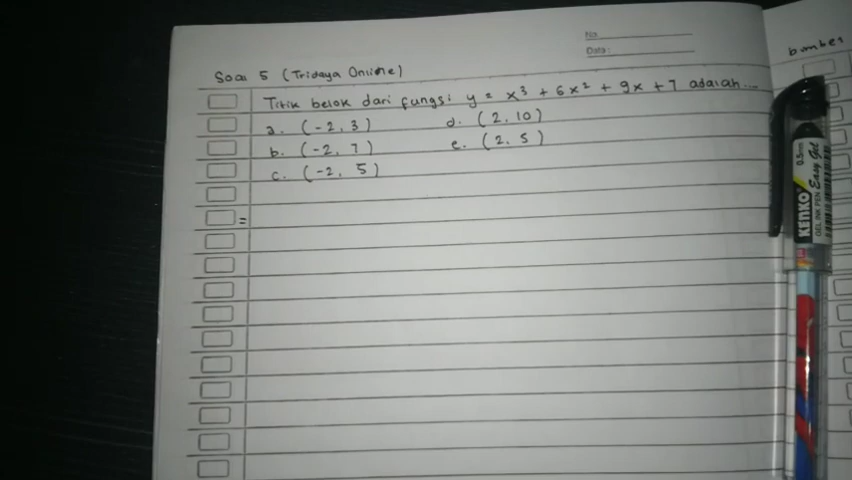 No
Date:
Soal 5 (Tridaya Online)
bimbel
Titik belok dari fungsi y = x³ + 6x² + 9x + 7 adalah...
a. (-2, 3)
d. (2, 10)
b. (-2, 7)
e. (2, 5)
c. (-2, 5)
=
KENKO
Easy Gel
0.5mm
GEL INK PEN